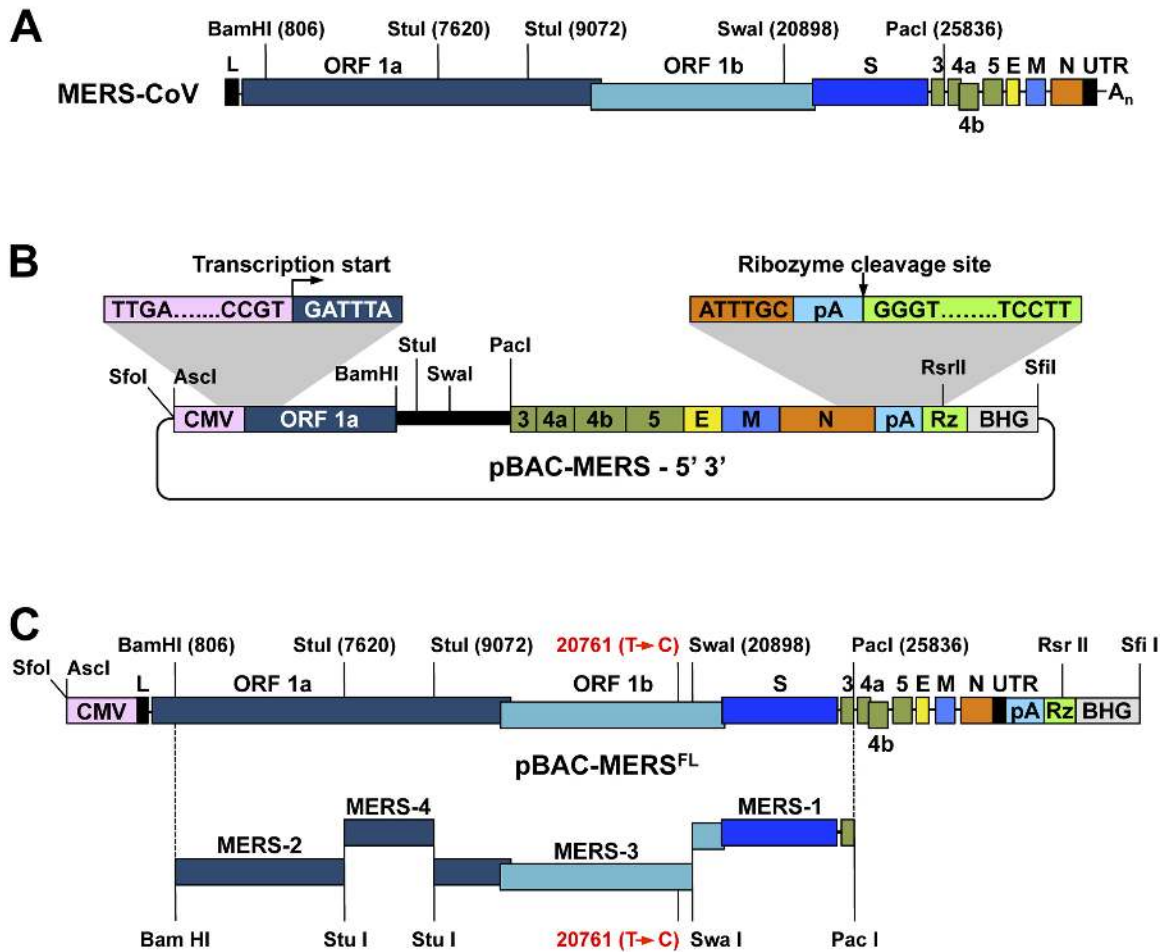 A
BamHI (806) StuI (7620) StuI (9072) SwaI (20898) PacI (25836)
L ORF 1a ORF 1b S 3 4a 5 E M N UTR
MERS-CoV An
4b
B
Transcription start Ribozyme cleavage site
TTGA.......CCGT GATTTA ATTTGC pA GGGT........TCCTT
SfoI AscI BamHI StuI SwaI PacI RsrII SfiI
CMV ORF 1a 3 4a 4b 5 E M N pA Rz BHG
pBAC-MERS - 5’ 3’
C
BamHI (806) StuI (7620) StuI (9072) 20761 (T→C) SwaI (20898) PacI (25836) Rsr II Sfi I
SfoI AscI L ORF 1a ORF 1b S 3 4a 5 E M N UTR
CMV pA Rz BHG
4b
pBAC-MERSFL
MERS-4 MERS-1
MERS-2 MERS-3
Bam HI Stu I Stu I 20761 (T→C) Swa I Pac I